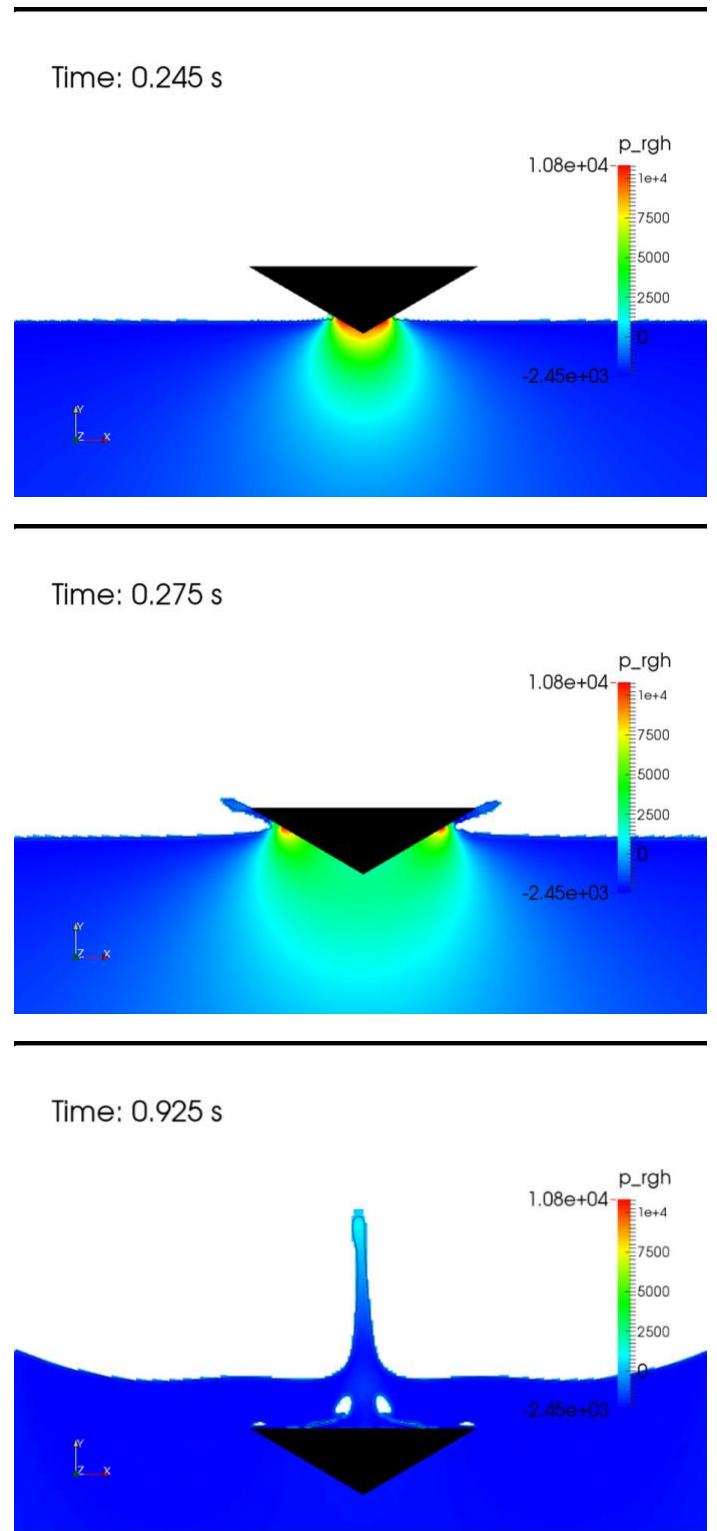 Time: 0.245 s
p_rgh
1.08e+04
1e+4
7500
5000
2500
0
-2.45e+03
Y
Z X
Time: 0.275 s
p_rgh
1.08e+04
1e+4
7500
5000
2500
0
-2.45e+03
Y
Z X
Time: 0.925 s
p_rgh
1.08e+04
1e+4
7500
5000
2500
0
-2.45e+03
Y
Z X